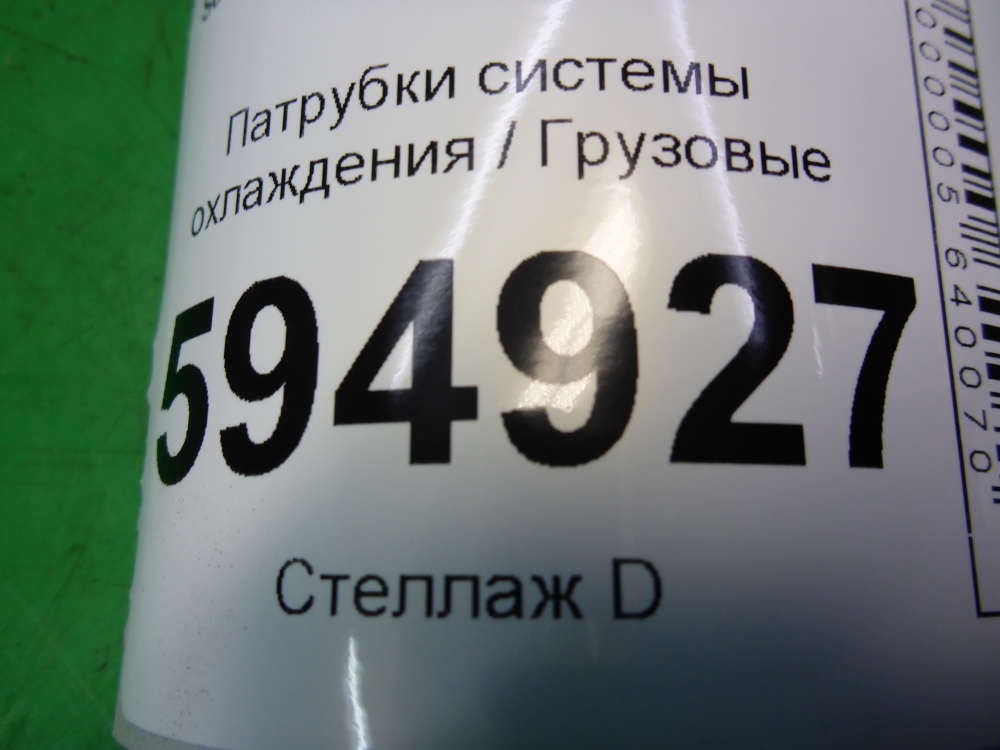 Патрубки системы
охлаждения / Грузовые
594927
Стеллаж D